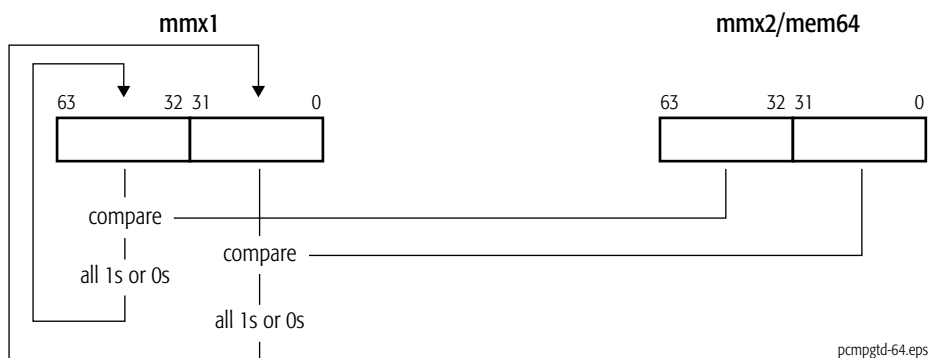 mmx1 mmx2/mem64
63 32 31 0 63 32 31 0
compare
compare
all 1s or 0s
all 1s or 0s
pcmpgtd-64.eps